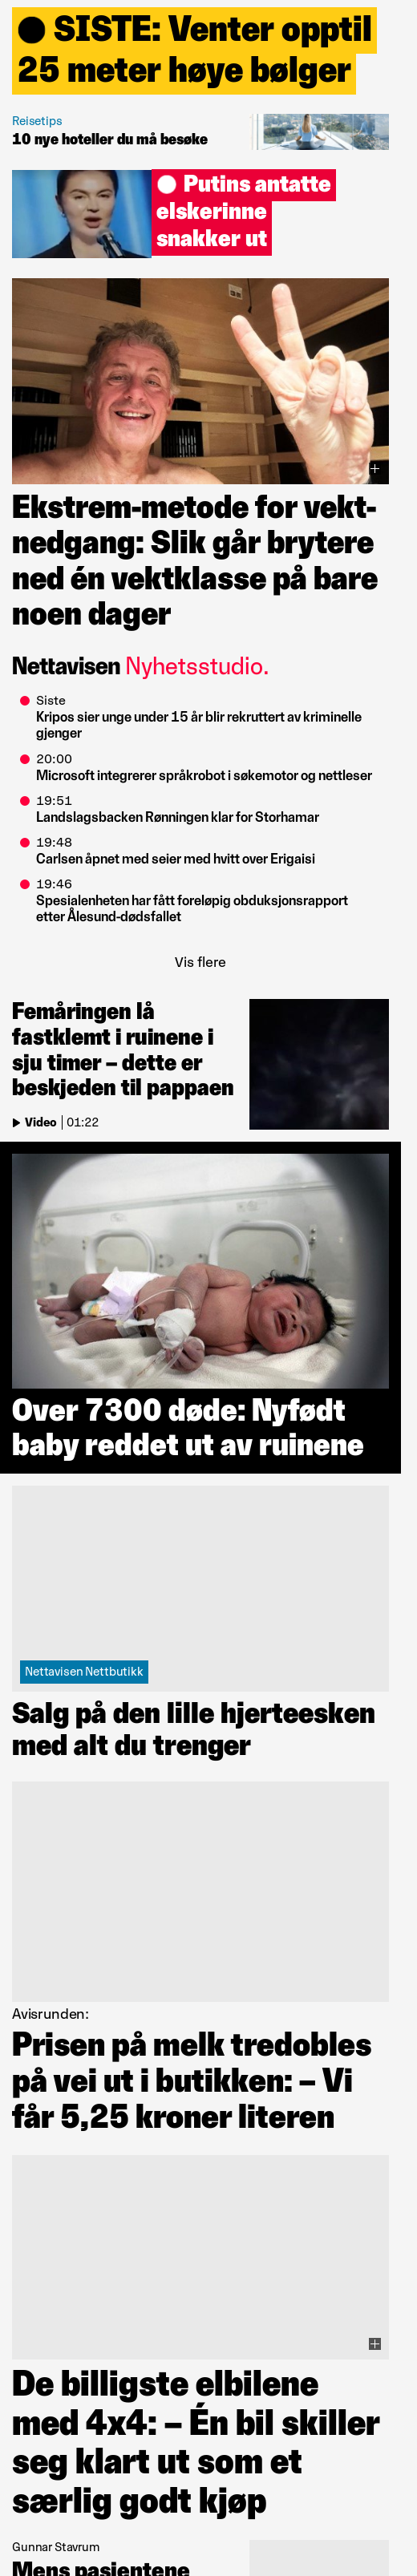 SISTE: Venter opptil
25 meter høye bølger
Reisetips
10 nye hoteller du må besøke
Putins antatte
elskerinne
snakker ut
Ekstrem-metode for vekt-
nedgang: Slik går brytere
ned én vektklasse på bare
noen dager
Nettavisen Nyhetsstudio.
Siste
Kripos sier unge under 15 år blir rekruttert av kriminelle
gjenger
20:00
Microsoft integrerer språkrobot i søkemotor og nettleser
19:51
Landslagsbacken Rønningen klar for Storhamar
19:48
Carlsen åpnet med seier med hvitt over Erigaisi
19:46
Spesialenheten har fått foreløpig obduksjonsrapport
etter Ålesund-dødsfallet
Vis flere
Femåringen lå
fastklemt i ruinene i
sju timer – dette er
beskjeden til pappaen
Video | 01:22
Over 7300 døde: Nyfødt
baby reddet ut av ruinene
Nettavisen Nettbutikk
Salg på den lille hjerteesken
med alt du trenger
Avisrunden:
Prisen på melk tredobles
på vei ut i butikken: – Vi
får 5,25 kroner literen
De billigste elbilene
med 4x4: – Én bil skiller
seg klart ut som et
særlig godt kjøp
Gunnar Stavrum
Mens pasientene